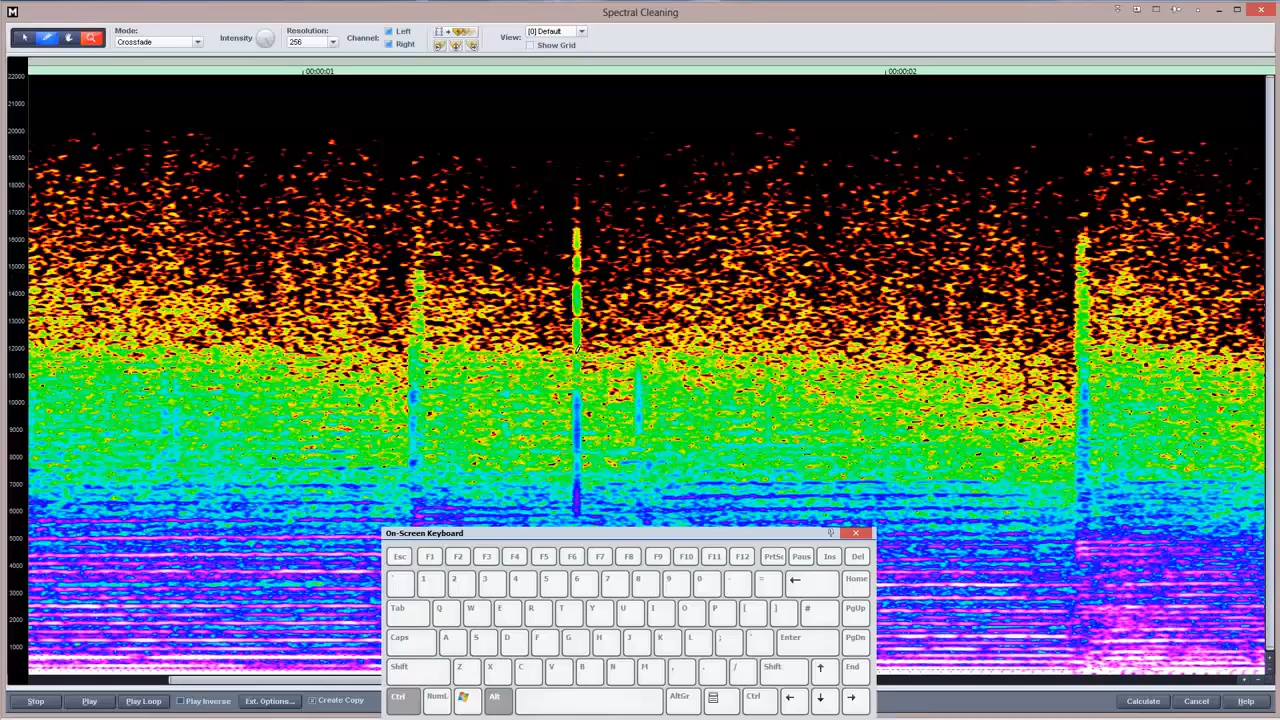 M
Spectral Cleaning
Mode:
Crossfade
Intensity
Resolution:
256
Channel:
Left
Right
View:
[0] Default
Show Grid
00:00:01
00:00:02
22000
21000
20000
19000
18000
17000
16000
15000
14000
13000
12000
11000
10000
9000
8000
7000
6000
5000
4000
3000
2000
1000
On-Screen Keyboard
Esc F1 F2 F3 F4 F5 F6 F7 F8 F9 F10 F11 F12 PrtSc Paus Ins Del
` 1 2 3 4 5 6 7 8 9 0 - = Home
Tab Q W E R T Y U I O P [ ] # PgUp
Caps A S D F G H J K L ; ' Enter PgDn
Shift Z X C V B N M , . / Shift End
Ctrl NumL Alt AltGr Ctrl
Stop
Play
Play Loop
Play Inverse
Ext. Options...
Create Copy
Calculate
Cancel
Help